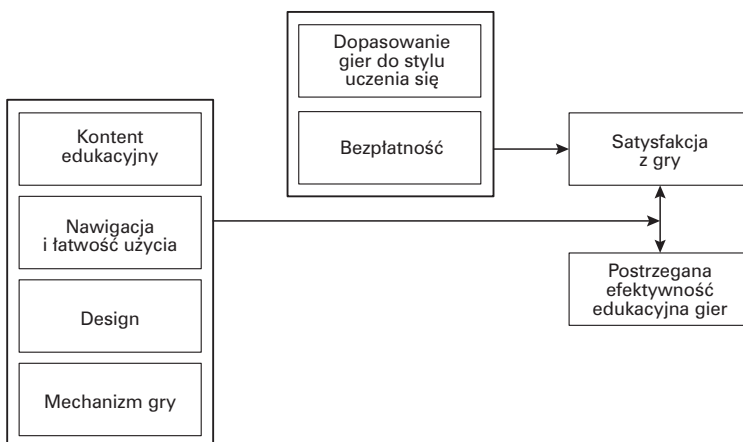 Dopasowanie
gier do stylu
uczenia się
Bezpłatność
Kontent
edukacyjny
Nawigacja
i łatwość użycia
Design
Mechanizm gry
Satysfakcja
z gry
Postrzegana
efektywność
edukacyjna gier